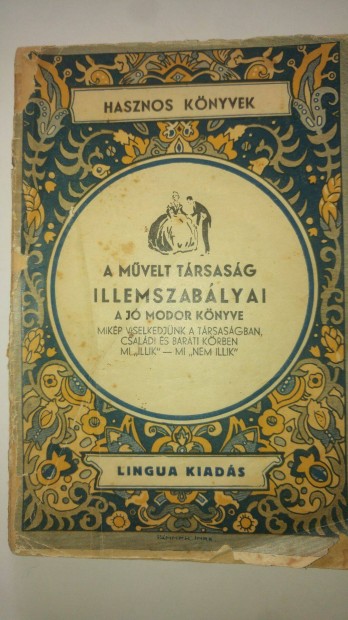 HASZNOS KÖNYVEK
A MŰVELT TÁRSASÁG
ILLEMSZABÁLYAI
A JÓ MODOR KÖNYVE
MIKÉP VISELKEDJÜNK A TÁRSASÁGBAN,
CSALÁDI ÉS BARÁTI KÖRBEN
MI „ILLIK" — MI „NEM ILLIK"
LINGUA KIADÁS